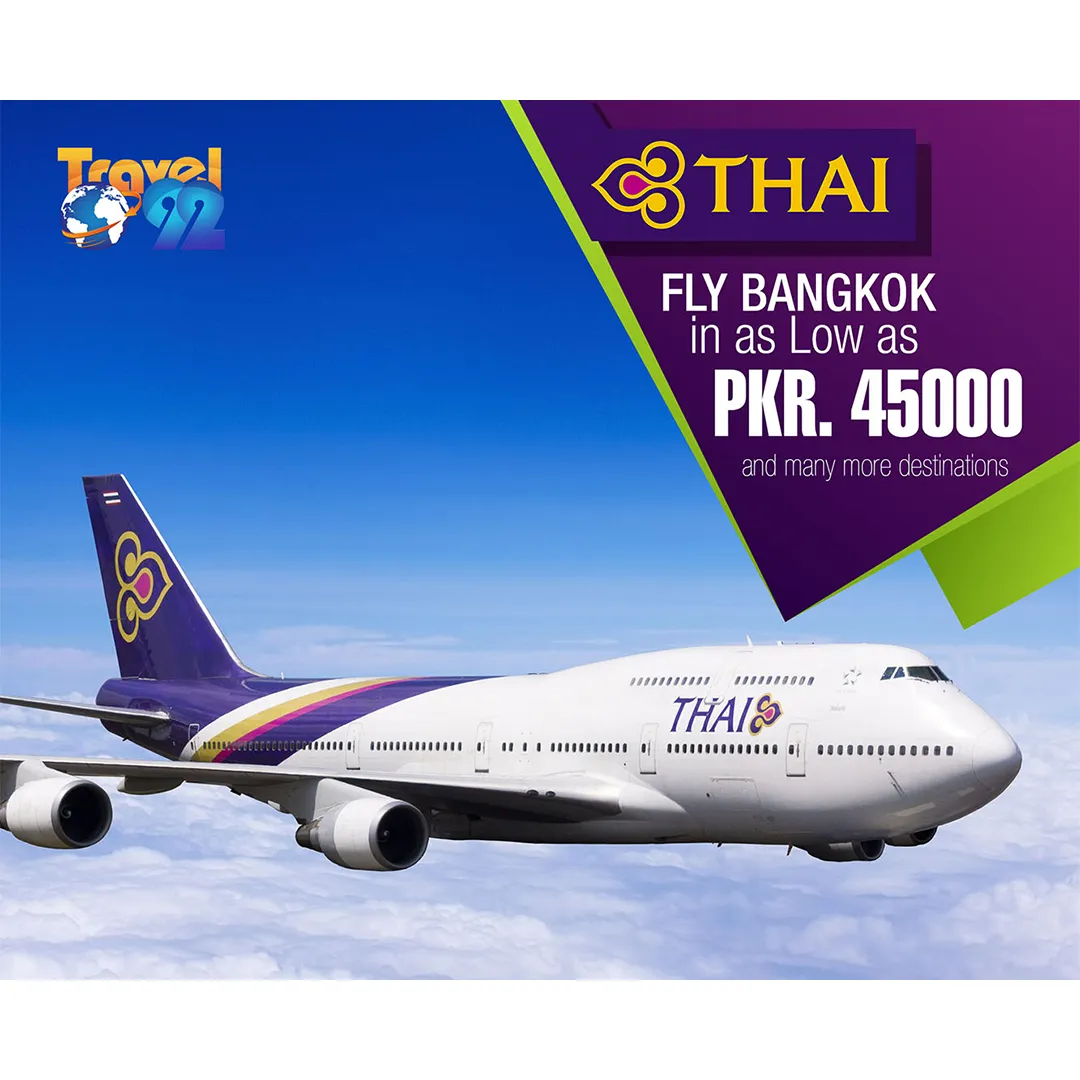 Travel
92
THAI
FLY BANGKOK
in as Low as
PKR. 45000
and many more destinations
THAI